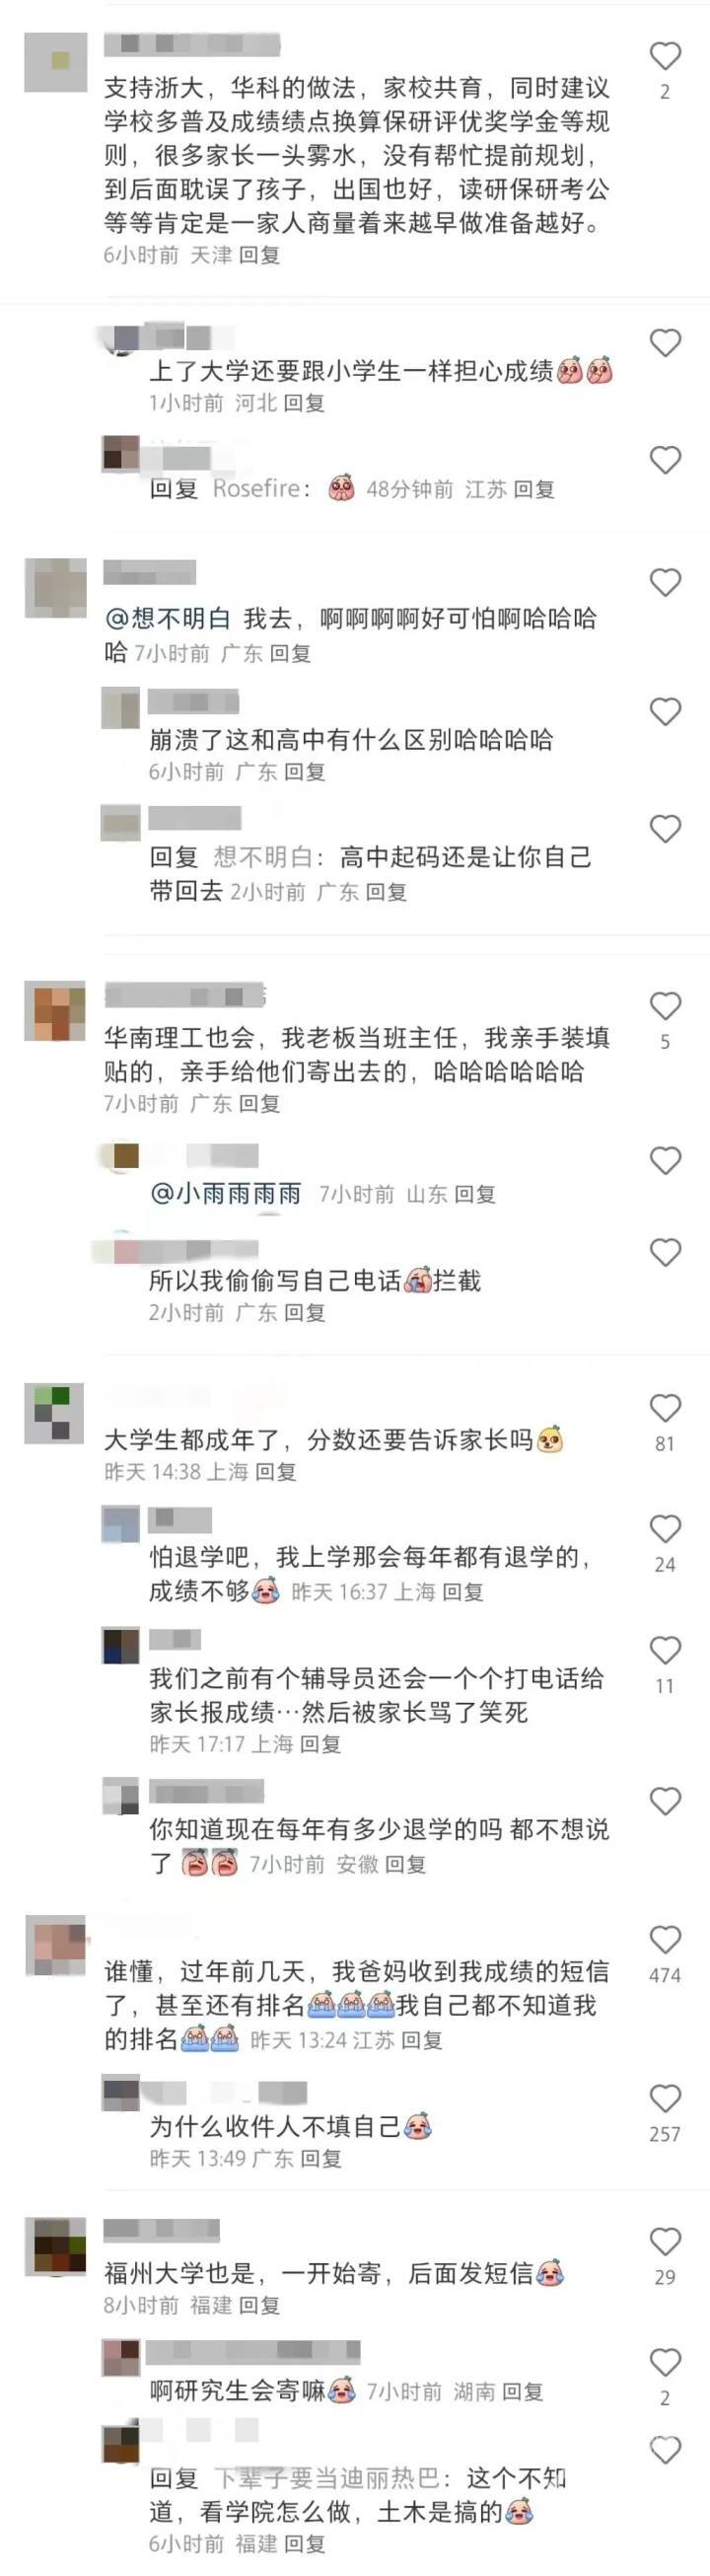 支持浙大，华科的做法，家校共育，同时建议
学校多普及成绩绩点换算保研评优奖学金等规
则，很多家长一头雾水，没有帮忙提前规划，
到后面耽误了孩子，出国也好，读研保研考公
等等肯定是一家人商量着来越早做准备越好。
6小时前 天津 回复
2
上了大学还要跟小学生一样担心成绩
1小时前 河北 回复
回复 Rosefire： 48分钟前 江苏 回复
@想不明白 我去，啊啊啊啊好可怕啊哈哈哈
哈 7小时前 广东 回复
崩溃了这和高中有什么区别哈哈哈哈
6小时前 广东 回复
回复 想不明白：高中起码还是让你自己
带回去 2小时前 广东 回复
华南理工也会，我老板当班主任，我亲手装填
贴的，亲手给他们寄出去的，哈哈哈哈哈哈
7小时前 广东 回复
5
@小雨雨雨雨 7小时前 山东 回复
所以我偷偷写自己电话拦截
2小时前 广东 回复
大学生都成年了，分数还要告诉家长吗
昨天 14:38 上海 回复
81
怕退学吧，我上学那会每年都有退学的，
成绩不够 昨天 16:37 上海 回复
24
我们之前有个辅导员还会一个个打电话给
家长报成绩…然后被家长骂了笑死
昨天 17:17 上海 回复
11
你知道现在每年有多少退学的吗 都不想说
了 7小时前 安徽 回复
谁懂，过年前几天，我爸妈收到我成绩的短信
了，甚至还有排名我自己都不知道我
的排名 昨天 13:24 江苏 回复
474
为什么收件人不填自己
昨天 13:49 广东 回复
257
福州大学也是，一开始寄，后面发短信
8小时前 福建 回复
29
啊研究生会寄嘛 7小时前 湖南 回复
2
回复 下辈子要当迪丽热巴：这个不知
道，看学院怎么做，土木是搞的
6小时前 福建 回复